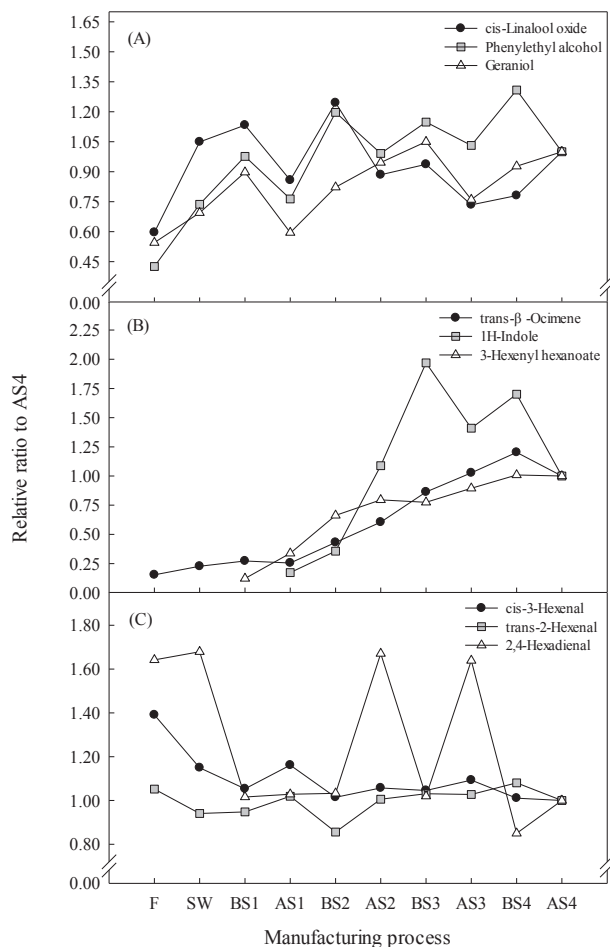 (A)
cis-Linalool oxide
Phenylethyl alcohol
Geraniol
1.65
1.50
1.35
1.20
1.05
0.90
0.75
0.60
0.45
0.00
(B)
trans-β -Ocimene
1H-Indole
3-Hexenyl hexanoate
2.25
2.00
1.75
1.50
1.25
1.00
0.75
0.50
0.25
0.00
Relative ratio to AS4
(C)
cis-3-Hexenal
trans-2-Hexenal
2,4-Hexadienal
1.80
1.60
1.40
1.20
1.00
0.80
0.00
F SW BS1 AS1 BS2 AS2 BS3 AS3 BS4 AS4
Manufacturing process